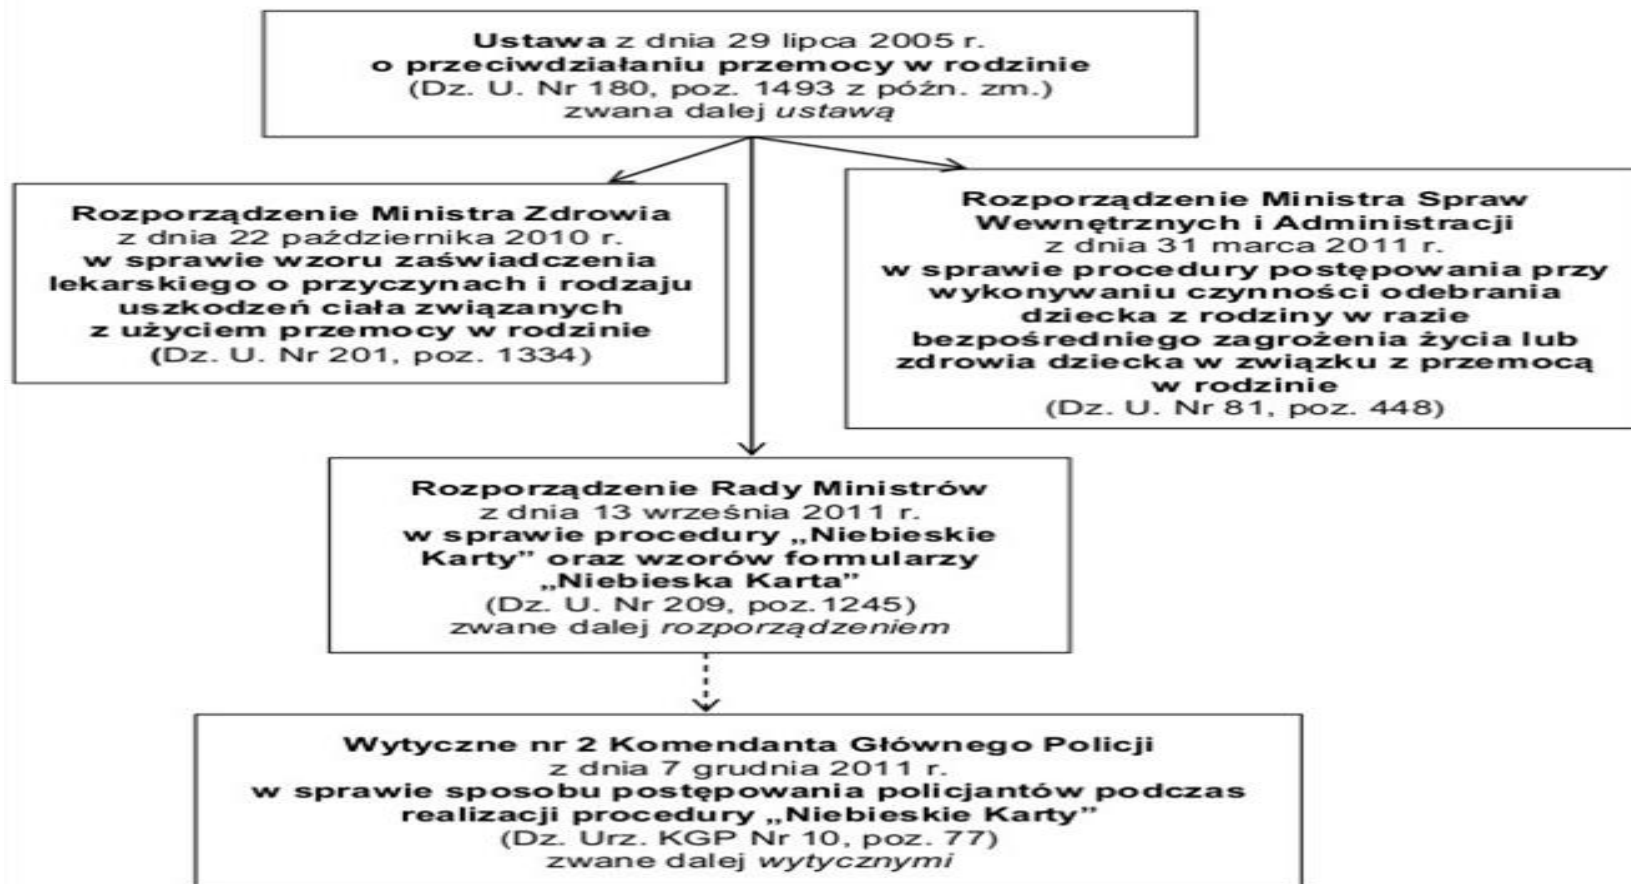 Ustawa z dnia 29 lipca 2005 r.
o przeciwdziałaniu przemocy w rodzinie
(Dz. U. Nr 180, poz. 1493 z późn. zm.)
zwana dalej ustawą
Rozporządzenie Ministra Zdrowia
z dnia 22 października 2010 r.
w sprawie wzoru zaświadczenia
lekarskiego o przyczynach i rodzaju
uszkodzeń ciała związanych
z użyciem przemocy w rodzinie
(Dz. U. Nr 201, poz. 1334)
Rozporządzenie Ministra Spraw
Wewnętrznych i Administracji
z dnia 31 marca 2011 r.
w sprawie procedury postępowania przy
wykonywaniu czynności odebrania
dziecka z rodziny w razie
bezpośredniego zagrożenia życia lub
zdrowia dziecka w związku z przemocą
w rodzinie
(Dz. U. Nr 81, poz. 448)
Rozporządzenie Rady Ministrów
z dnia 13 września 2011 r.
w sprawie procedury „Niebieskie
Karty” oraz wzorów formularzy
„Niebieska Karta”
(Dz. U. Nr 209, poz.1245)
zwane dalej rozporządzeniem
Wytyczne nr 2 Komendanta Głównego Policji
z dnia 7 grudnia 2011 r.
w sprawie sposobu postępowania policjantów podczas
realizacji procedury „Niebieskie Karty”
(Dz. Urz. KGP Nr 10, poz. 77)
zwane dalej wytycznymi